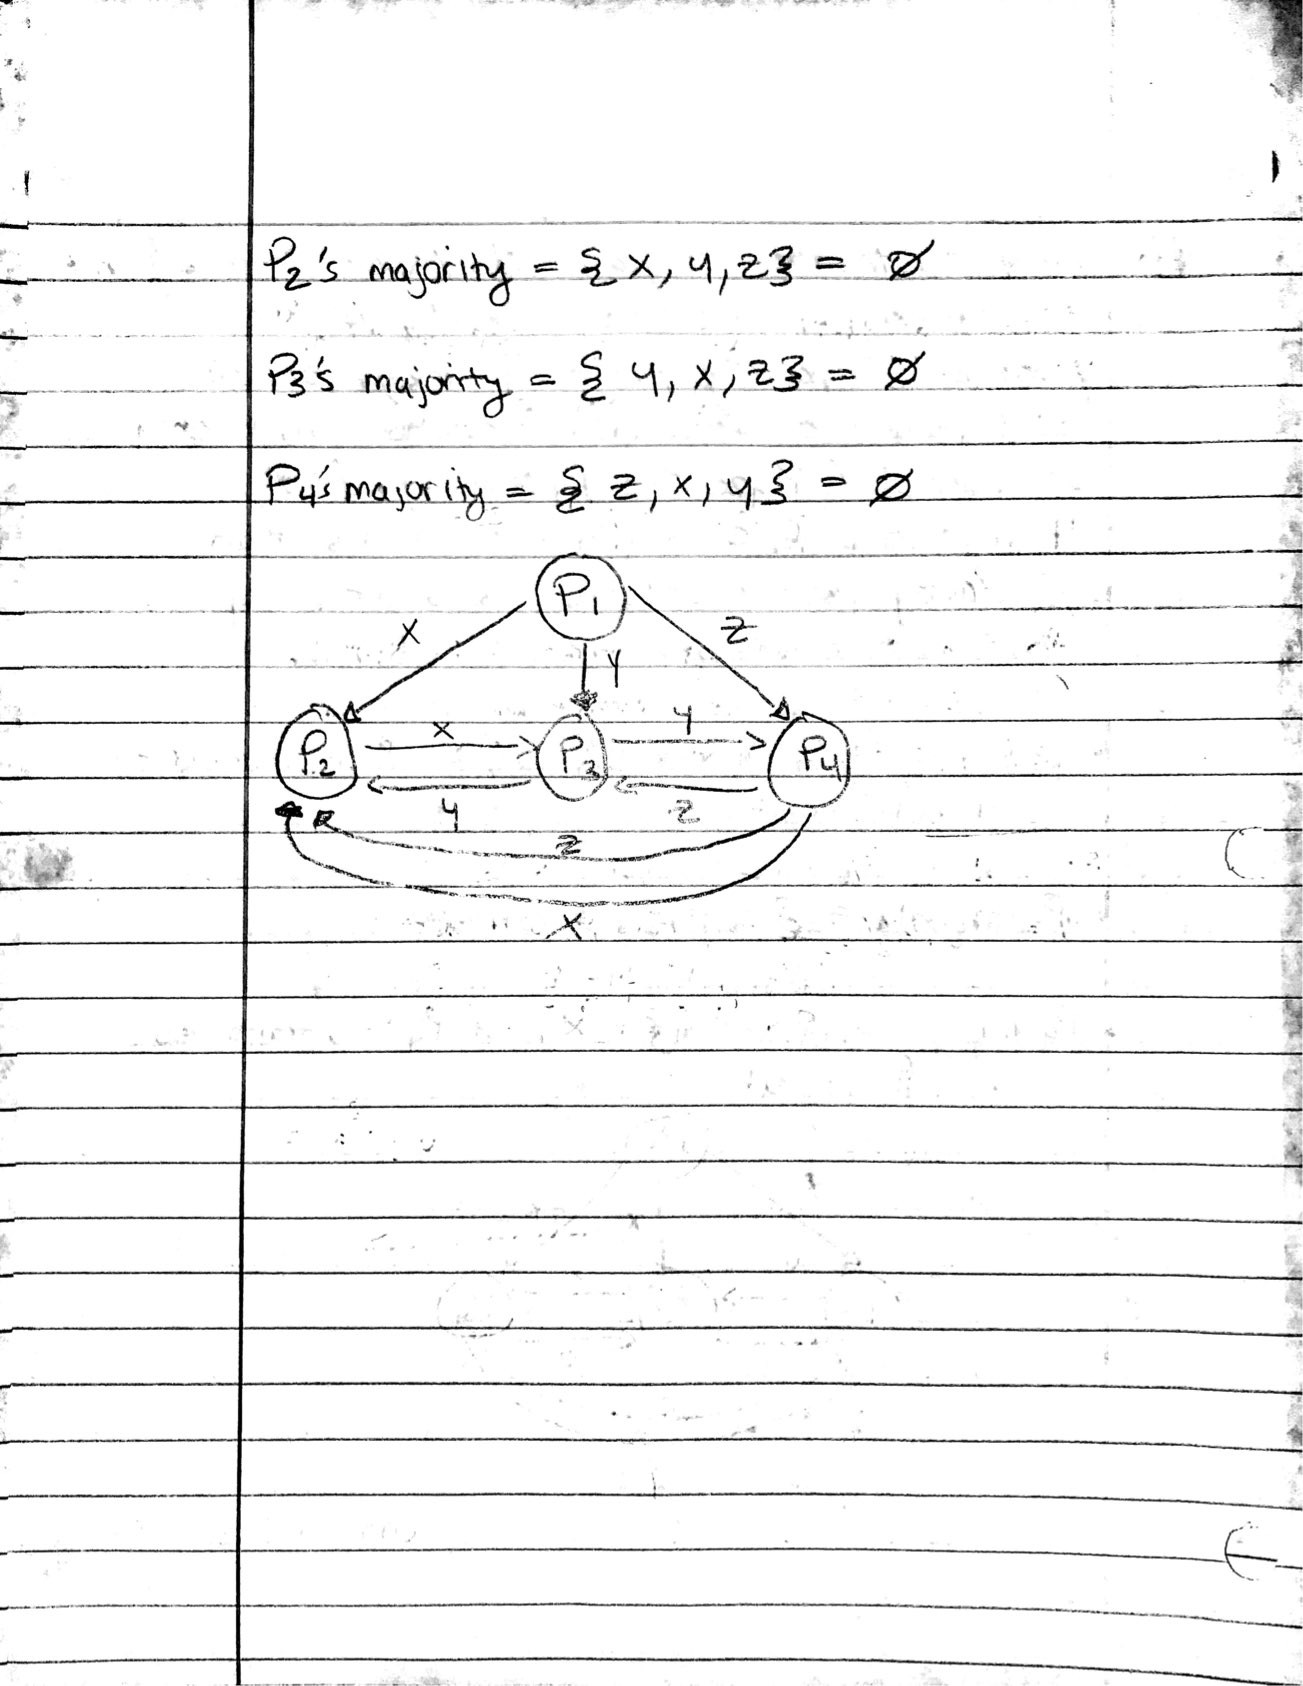 P2's majority = { x, y, z } = ∅
P3's majority = { y, x, z } = ∅
P4's majority = { z, x, y } = ∅
P1
x
z
y
P2
x
P3
y
P4
y
z
z
x